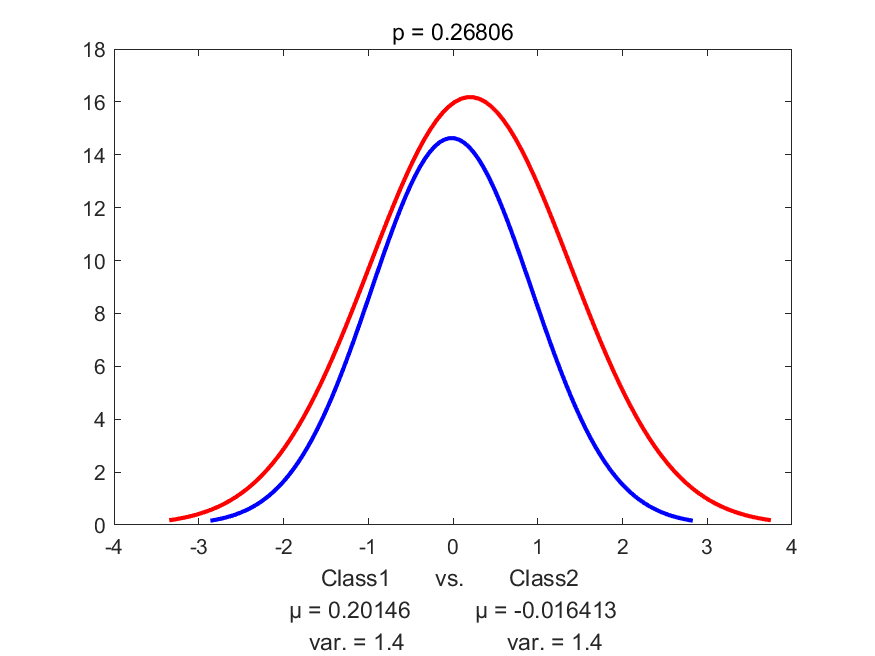 p = 0.26806
18
16
14
12
10
8
6
4
2
0
-4 -3 -2 -1 0 1 2 3 4
Class1 vs. Class2
μ = 0.20146 μ = -0.016413
var. = 1.4 var. = 1.4